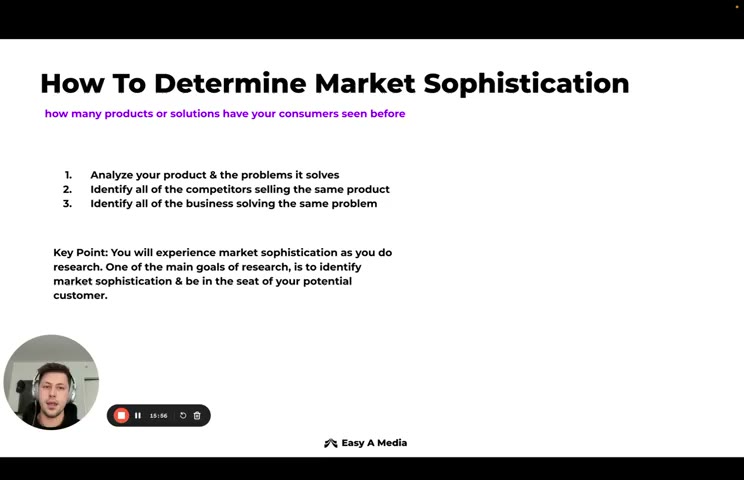 How To Determine Market Sophistication
how many products or solutions have your consumers seen before
1. Analyze your product & the problems it solves
2. Identify all of the competitors selling the same product
3. Identify all of the business solving the same problem
Key Point: You will experience market sophistication as you do
research. One of the main goals of research, is to identify
market sophistication & be in the seat of your potential
customer.
15:56
Easy A Media